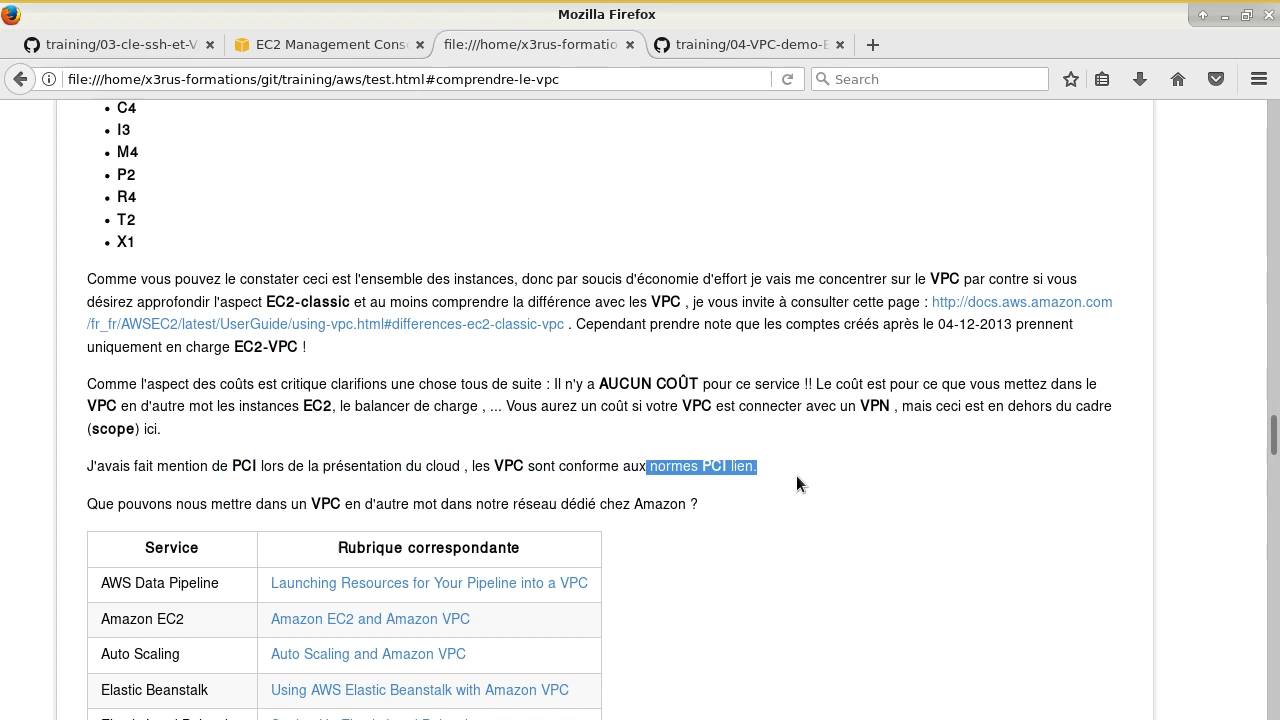 Mozilla Firefox
training/03-cle-ssh-et-V
EC2 Management Cons
file:///home/x3rus-formatio
training/04-VPC-demo-E
file:///home/x3rus-formations/git/training/aws/test.html#comprendre-le-vpc
Search
• C4
• I3
• M4
• P2
• R4
• T2
• X1
Comme vous pouvez le constater ceci est l'ensemble des instances, donc par soucis d'économie d'effort je vais me concentrer sur le VPC par contre si vous
désirez approfondir l'aspect EC2-classic et au moins comprendre la différence avec les VPC , je vous invite à consulter cette page : http://docs.aws.amazon.com
/fr_fr/AWSEC2/latest/UserGuide/using-vpc.html#differences-ec2-classic-vpc . Cependant prendre note que les comptes créés après le 04-12-2013 prennent
uniquement en charge EC2-VPC !
Comme l'aspect des coûts est critique clarifions une chose tous de suite : Il n'y a AUCUN COÛT pour ce service !! Le coût est pour ce que vous mettez dans le
VPC en d'autre mot les instances EC2, le balancer de charge , ... Vous aurez un coût si votre VPC est connecter avec un VPN , mais ceci est en dehors du cadre
(scope) ici.
J'avais fait mention de PCI lors de la présentation du cloud , les VPC sont conforme aux normes PCI lien.
Que pouvons nous mettre dans un VPC en d'autre mot dans notre réseau dédié chez Amazon ?
Service Rubrique correspondante
AWS Data Pipeline Launching Resources for Your Pipeline into a VPC
Amazon EC2 Amazon EC2 and Amazon VPC
Auto Scaling Auto Scaling and Amazon VPC
Elastic Beanstalk Using AWS Elastic Beanstalk with Amazon VPC